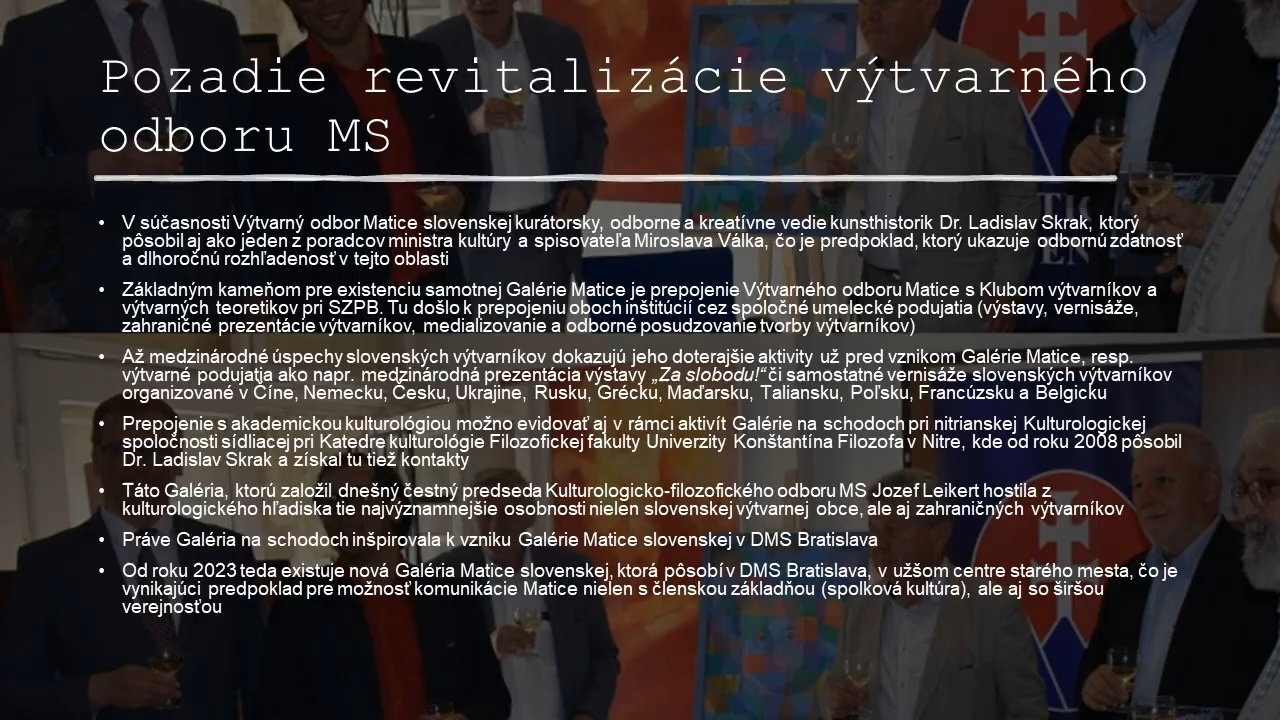 Pozadie revitalizácie výtvarného
odboru MS
• V súčasnosti Výtvarný odbor Matice slovenskej kurátorsky, odborne a kreatívne vedie kunsthistorik Dr. Ladislav Skrak, ktorý
pôsobil aj ako jeden z poradcov ministra kultúry a spisovateľa Miroslava Válka, čo je predpoklad, ktorý ukazuje odbornú zdatnosť
a dlhoročnú rozhľadenosť v tejto oblasti
• Základným kameňom pre existenciu samotnej Galérie Matice je prepojenie Výtvarného odboru Matice s Klubom výtvarníkov a
výtvarných teoretikov pri SZPB. Tu došlo k prepojeniu oboch inštitúcií cez spoločné umelecké podujatia (výstavy, vernisáže,
zahraničné prezentácie výtvarníkov, medializovanie a odborné posudzovanie tvorby výtvarníkov)
• Až medzinárodné úspechy slovenských výtvarníkov dokazujú jeho doterajšie aktivity už pred vznikom Galérie Matice, resp.
výtvarné podujatia ako napr. medzinárodná prezentácia výstavy „Za slobodu!“ či samostatné vernisáže slovenských výtvarníkov
organizované v Číne, Nemecku, Česku, Ukrajine, Rusku, Grécku, Maďarsku, Taliansku, Poľsku, Francúzsku a Belgicku
• Prepojenie s akademickou kulturológiou možno evidovať aj v rámci aktivít Galérie na schodoch pri nitrianskej Kulturologickej
spoločnosti sídliacej pri Katedre kulturológie Filozofickej fakulty Univerzity Konštantína Filozofa v Nitre, kde od roku 2008 pôsobil
Dr. Ladislav Skrak a získal tu tiež kontakty
• Táto Galéria, ktorú založil dnešný čestný predseda Kulturologicko-filozofického odboru MS Jozef Leikert hostila z
kulturologického hľadiska tie najvýznamnejšie osobnosti nielen slovenskej výtvarnej obce, ale aj zahraničných výtvarníkov
• Práve Galéria na schodoch inšpirovala k vzniku Galérie Matice slovenskej v DMS Bratislava
• Od roku 2023 teda existuje nová Galéria Matice slovenskej, ktorá pôsobí v DMS Bratislava, v užšom centre starého mesta, čo je
vynikajúci predpoklad pre možnosť komunikácie Matice nielen s členskou základňou (spolková kultúra), ale aj so širšou
verejnosťou